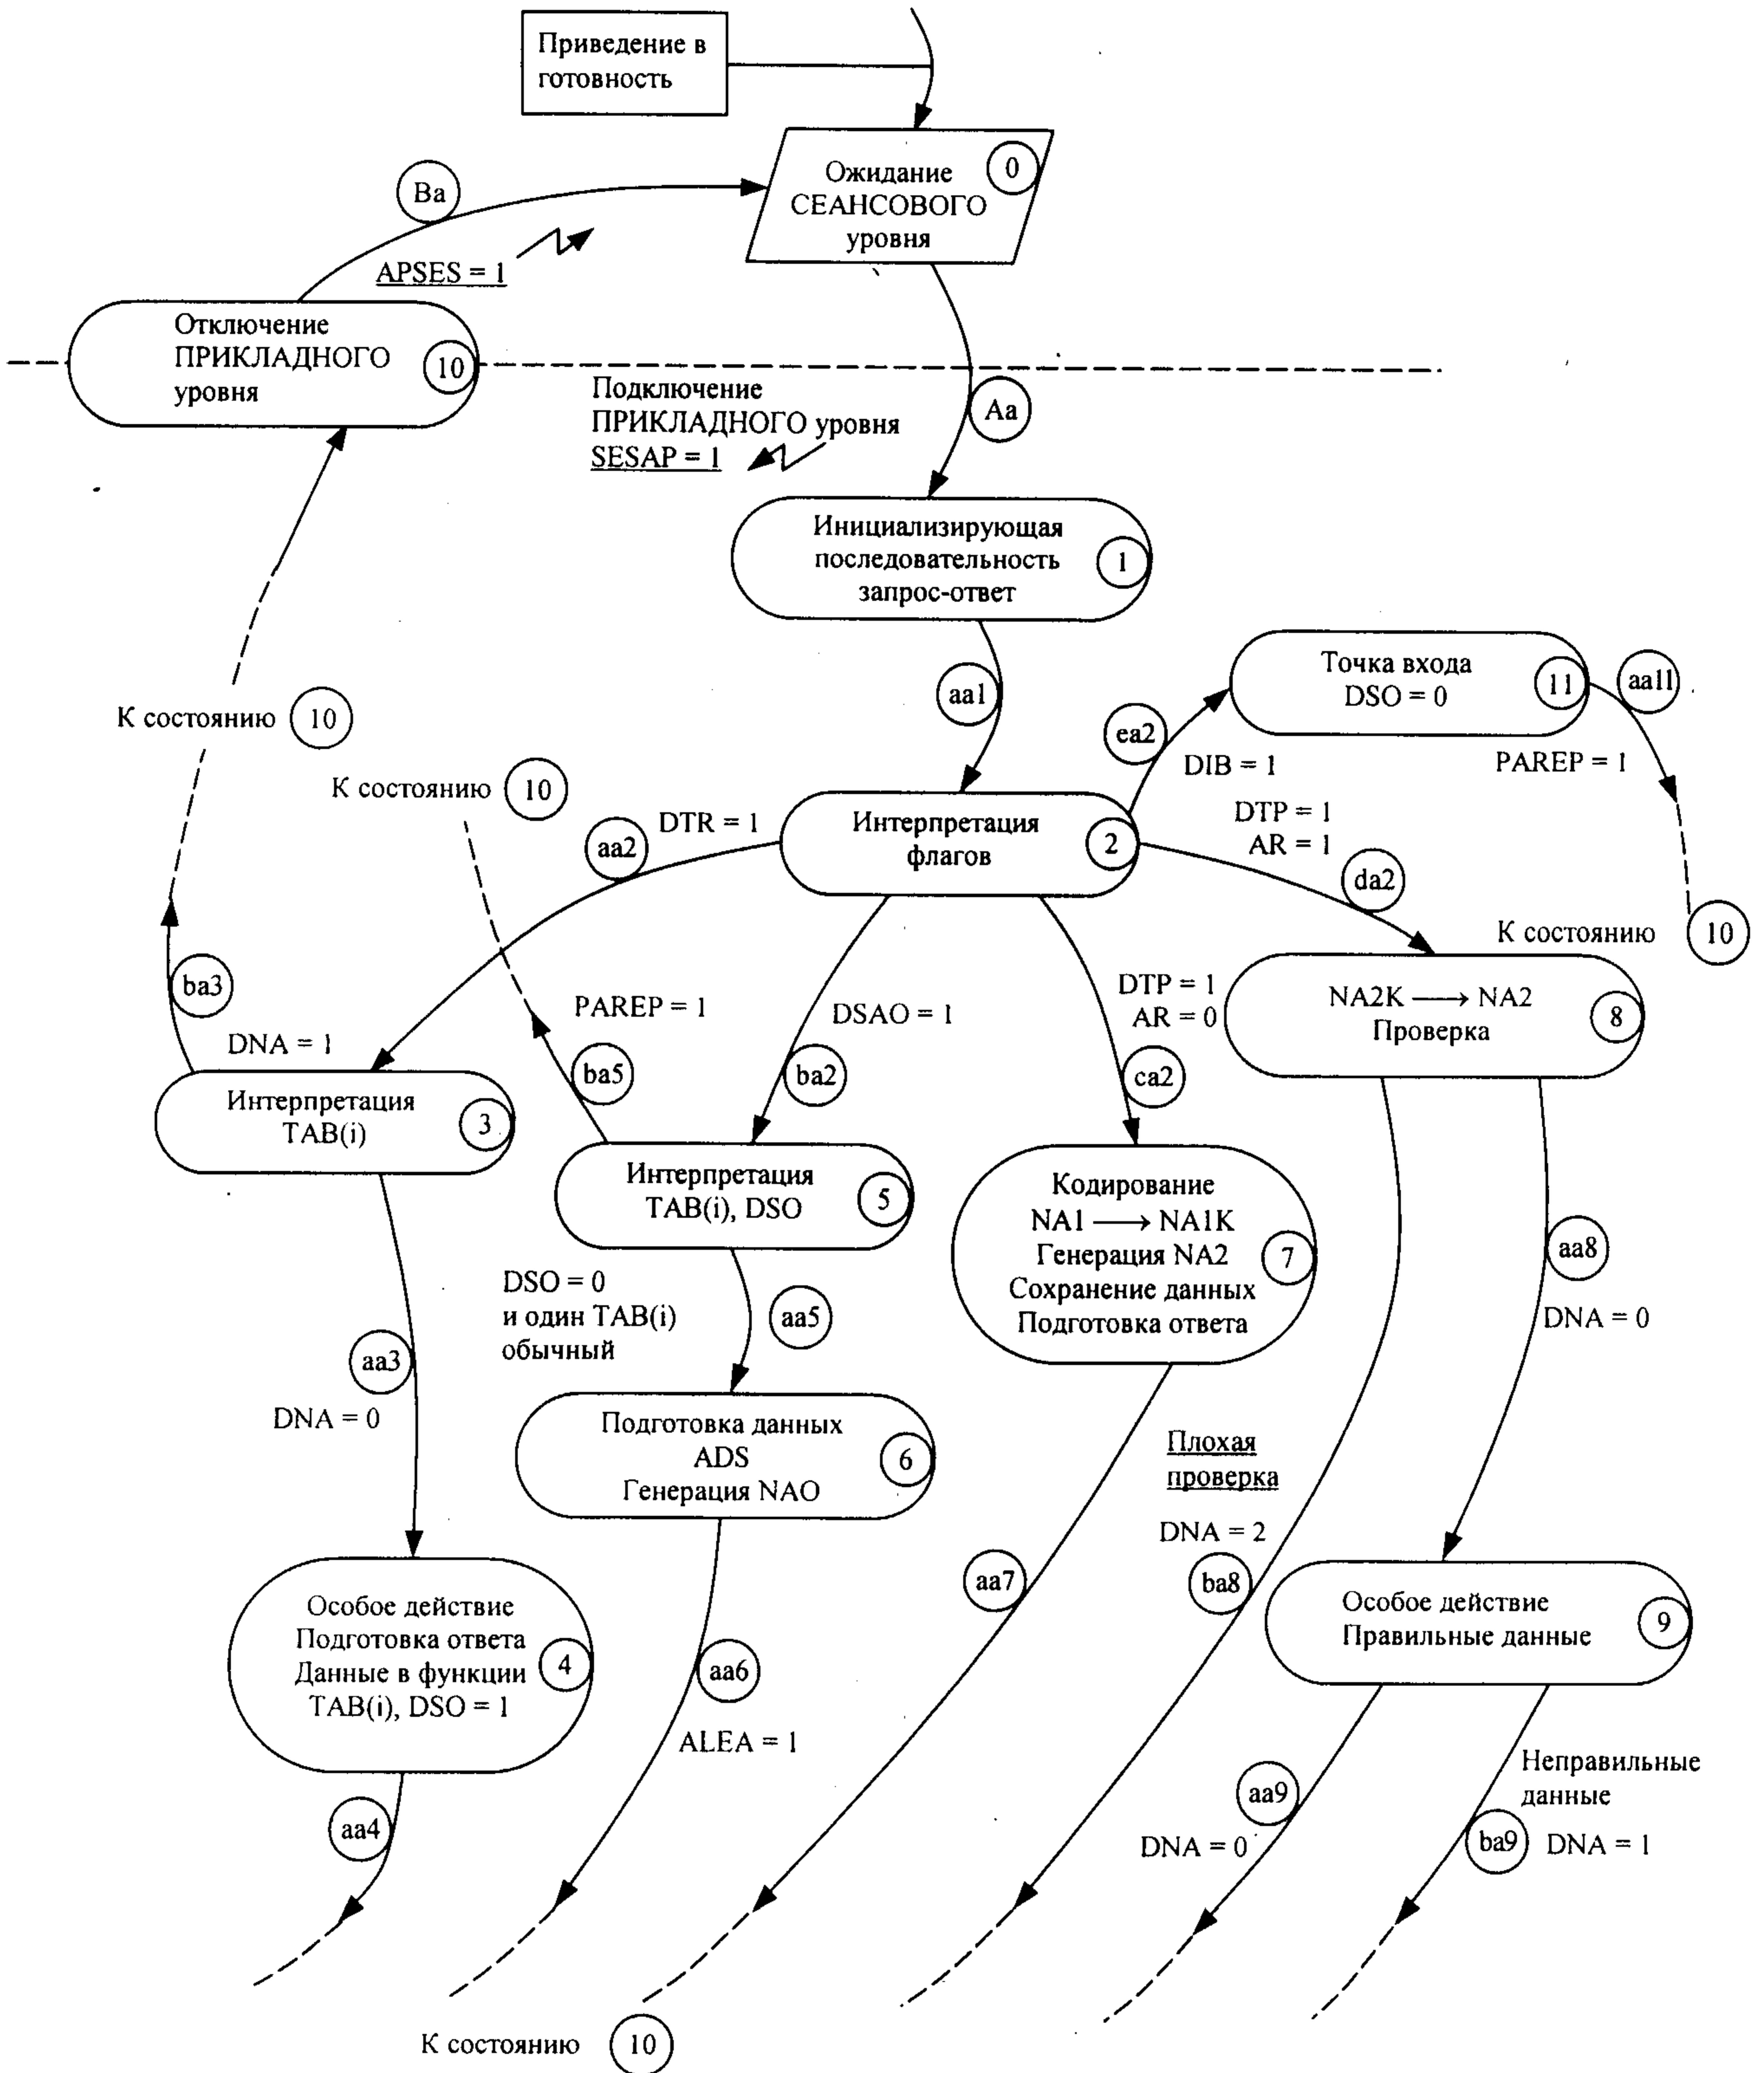 Приведение в
готовность
Ожидание
СЕАНСОВОГО
уровня
0
Ba
APSES = 1
Отключение
ПРИКЛАДНОГО
уровня
10
Подключение
ПРИКЛАДНОГО уровня
SESAP = 1
Aa
Инициализирующая
последовательность
запрос-ответ
1
aa1
Точка входа
DSO = 0
11
aa11
PAREP = 1
ea2
DIB = 1
К состоянию 10
К состоянию 10
DTR = 1
aa2
Интерпретация
флагов
2
DTP = 1
AR = 1
da2
К состоянию 10
ba3
DNA = 1
PAREP = 1
ba5
DSAO = 1
ba2
DTP = 1
AR = 0
ca2
NA2K → NA2
Проверка
8
Интерпретация
TAB(i)
3
Интерпретация
TAB(i), DSO
5
Кодирование
NA1 → NA1K
Генерация NA2
Сохранение данных
Подготовка ответа
7
aa8
DNA = 0
DSO = 0
и один TAB(i)
обычный
aa5
aa3
DNA = 0
Подготовка данных
ADS
Генерация NAO
6
Плохая
проверка
DNA = 2
ba8
aa7
Особое действие
Подготовка ответа
Данные в функции
TAB(i), DSO = 1
4
Особое действие
Правильные данные
9
aa6
ALEA = 1
aa4
aa9
DNA = 0
Неправильные
данные
ba9
DNA = 1
К состоянию 10